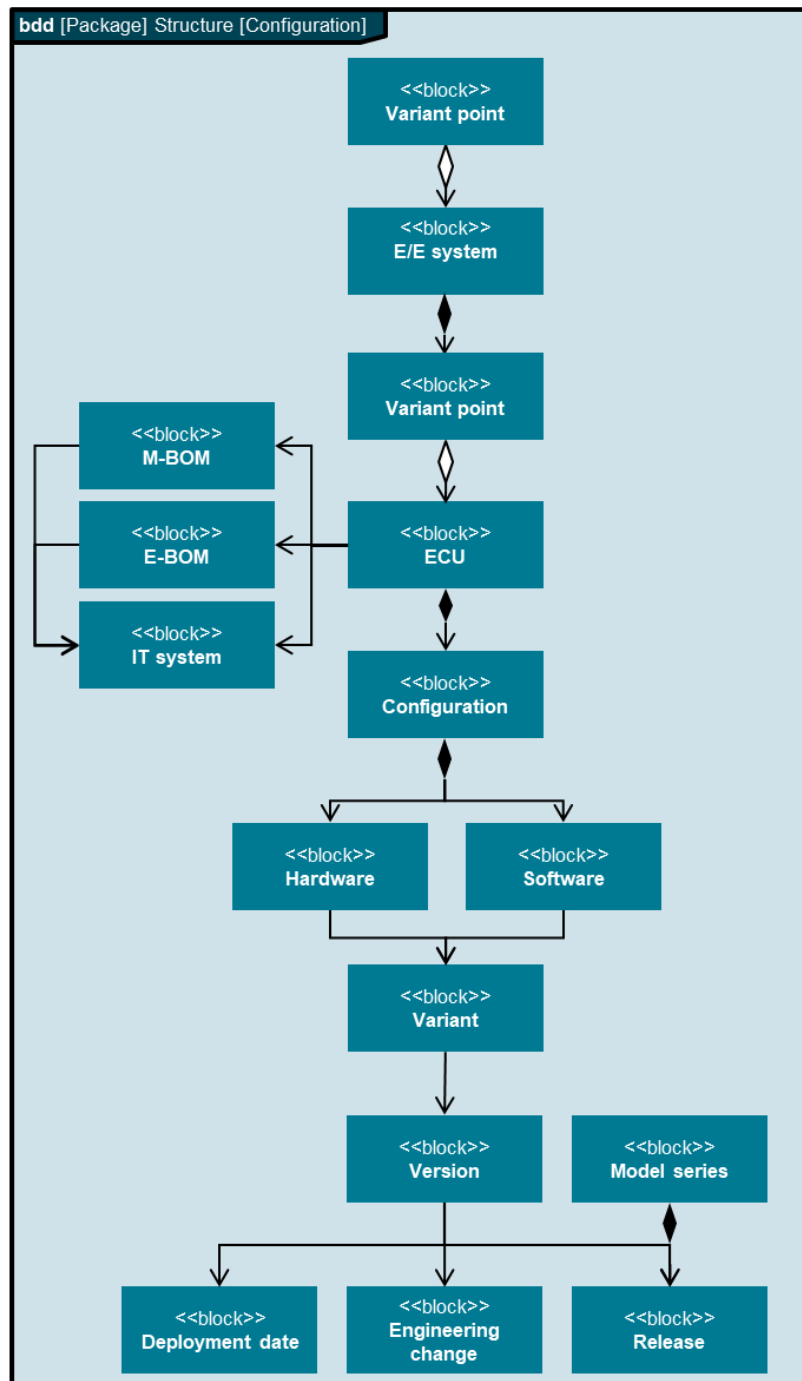 bdd [Package] Structure [Configuration]
<<block>>
Variant point
<<block>>
E/E system
<<block>>
Variant point
<<block>>
M-BOM
<<block>>
E-BOM
<<block>>
ECU
<<block>>
IT system
<<block>>
Configuration
<<block>>
Hardware
<<block>>
Software
<<block>>
Variant
<<block>>
Version
<<block>>
Model series
<<block>>
Deployment date
<<block>>
Engineering
change
<<block>>
Release